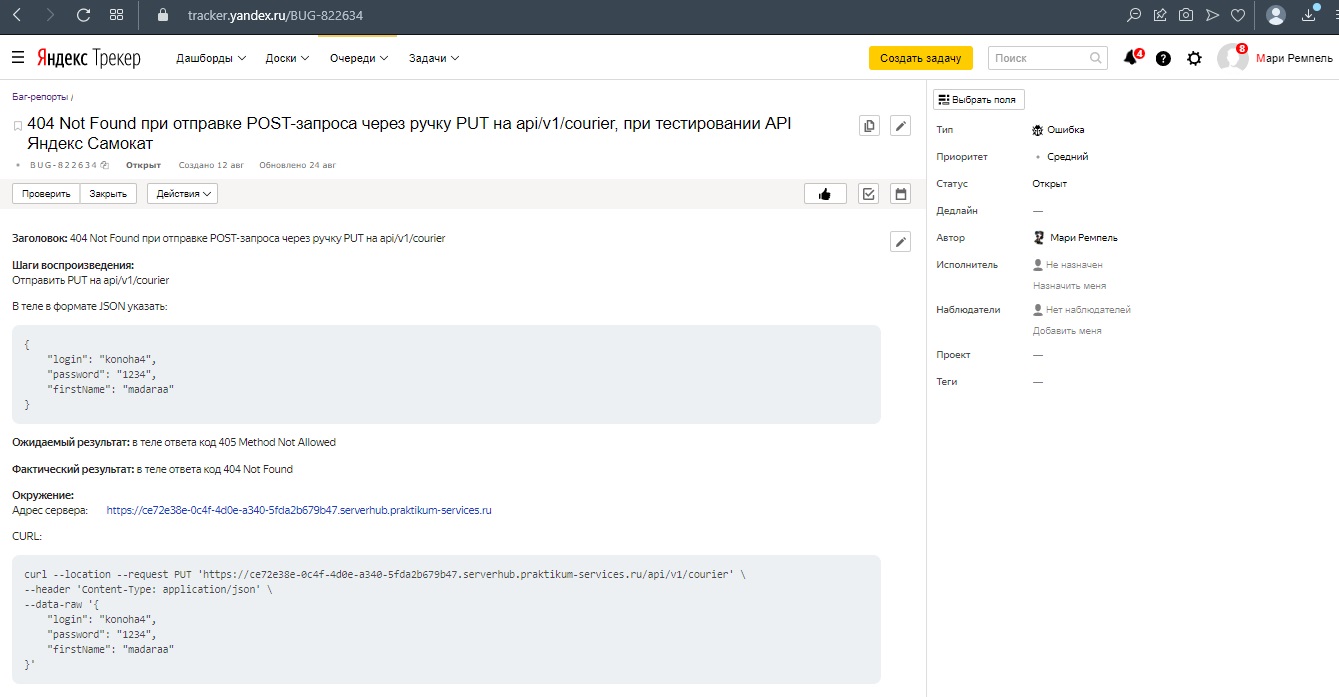 tracker.yandex.ru/BUG-822634
Яндекс Трекер
Дашборды
Доски
Очереди
Задачи
Создать задачу
Поиск
4
?
8
Мари Ремпель
Баг-репорты /
404 Not Found при отправке POST-запроса через ручку PUT на api/v1/courier, при тестировании API
Яндекс Самокат
BUG-822634 Открыт Создано 12 авг Обновлено 24 авг
Проверить
Закрыть
Действия
Заголовок: 404 Not Found при отправке POST-запроса через ручку PUT на api/v1/courier
Шаги воспроизведения:
Отправить PUT на api/v1/courier
В теле в формате JSON указать:
{
"login": "konoha4",
"password": "1234",
"firstName": "madaraa"
}
Ожидаемый результат: в теле ответа код 405 Method Not Allowed
Фактический результат: в теле ответа код 404 Not Found
Окружение:
Адрес сервера: https://ce72e38e-0c4f-4d0e-a340-5fda2b679b47.serverhub.praktikum-services.ru
CURL:
curl --location --request PUT 'https://ce72e38e-0c4f-4d0e-a340-5fda2b679b47.serverhub.praktikum-services.ru/api/v1/courier' \
--header 'Content-Type: application/json' \
--data-raw '{
"login": "konoha4",
"password": "1234",
"firstName": "madaraa"
}'
Выбрать поля
Тип Ошибка
Приоритет Средний
Статус Открыт
Дедлайн —
Автор Мари Ремпель
Исполнитель Не назначен
Назначить меня
Наблюдатели Нет наблюдателей
Добавить меня
Проект —
Теги —